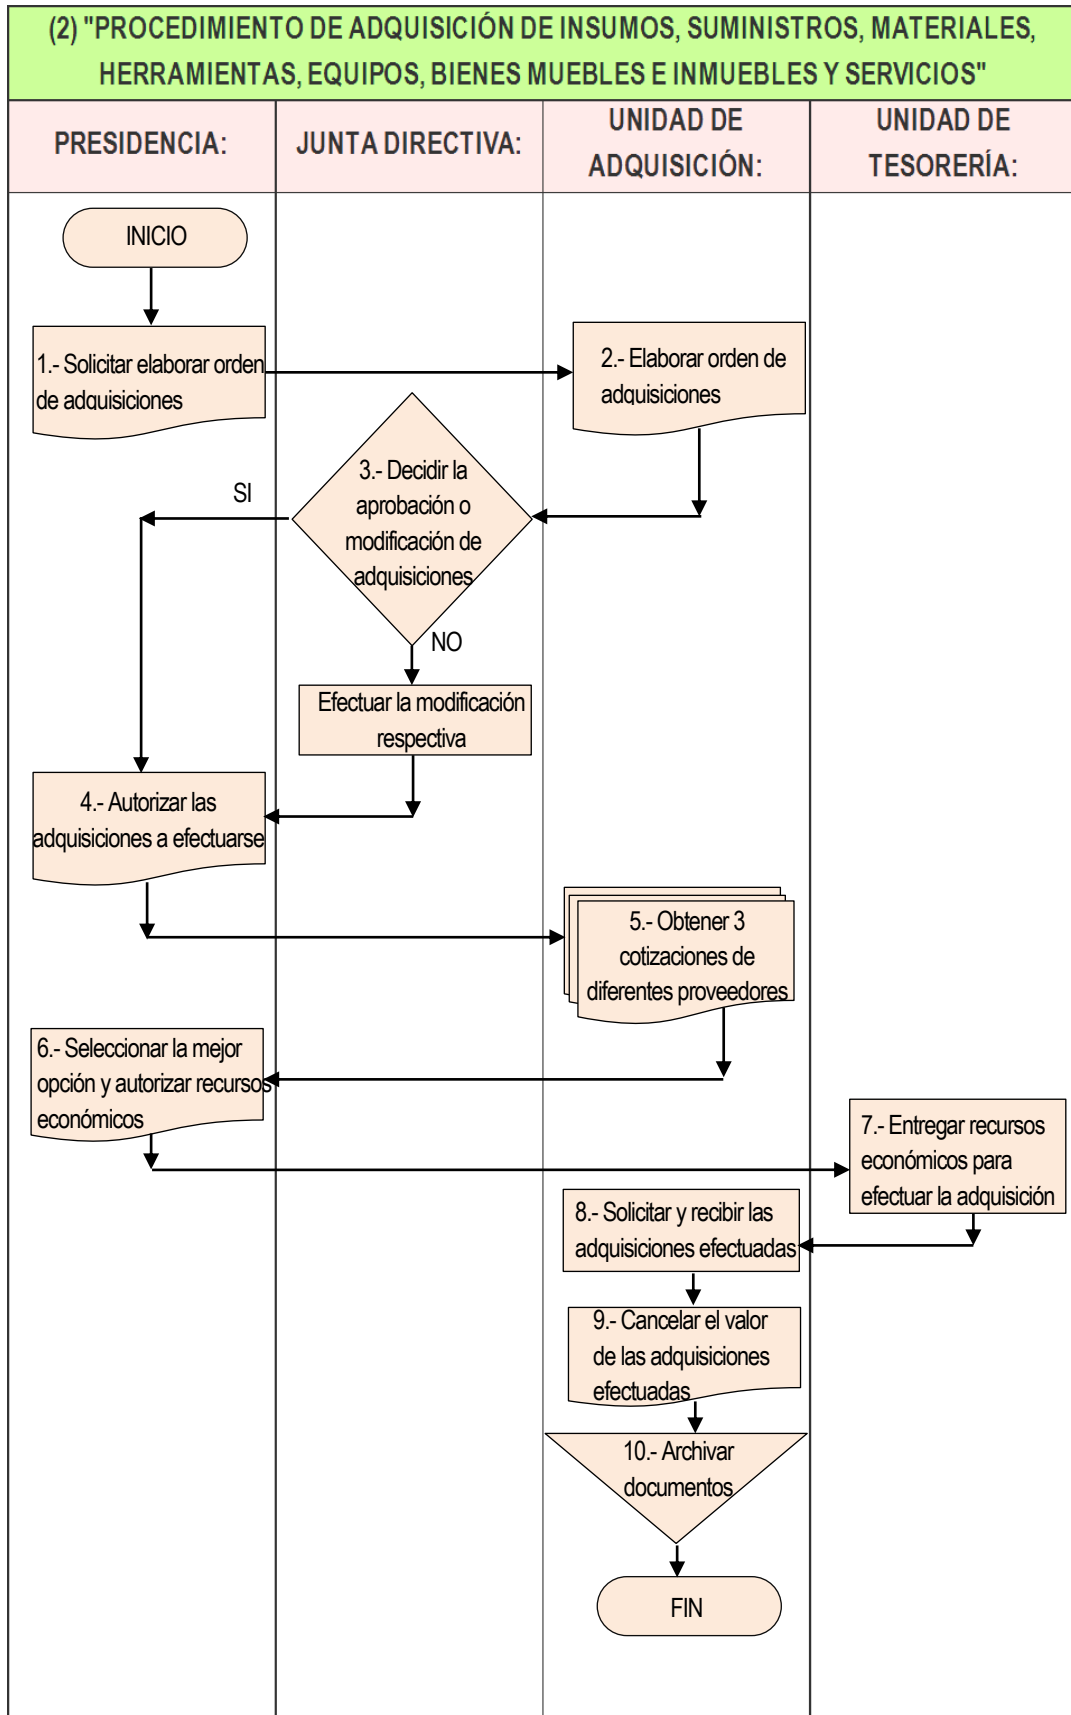 (2) "PROCEDIMIENTO DE ADQUISICIÓN DE INSUMOS, SUMINISTROS, MATERIALES,
HERRAMIENTAS, EQUIPOS, BIENES MUEBLES E INMUEBLES Y SERVICIOS"
PRESIDENCIA:
JUNTA DIRECTIVA:
UNIDAD DE
ADQUISICIÓN:
UNIDAD DE
TESORERÍA:
INICIO
1.- Solicitar elaborar orden
de adquisiciones
2.- Elaborar orden de
adquisiciones
3.- Decidir la
aprobación o
modificación de
adquisiciones
SI
NO
Efectuar la modificación
respectiva
4.- Autorizar las
adquisiciones a efectuarse
5.- Obtener 3
cotizaciones de
diferentes proveedores
6.- Seleccionar la mejor
opción y autorizar recursos
económicos
7.- Entregar recursos
económicos para
efectuar la adquisición
8.- Solicitar y recibir las
adquisiciones efectuadas
9.- Cancelar el valor
de las adquisiciones
efectuadas
10.- Archivar
documentos
FIN